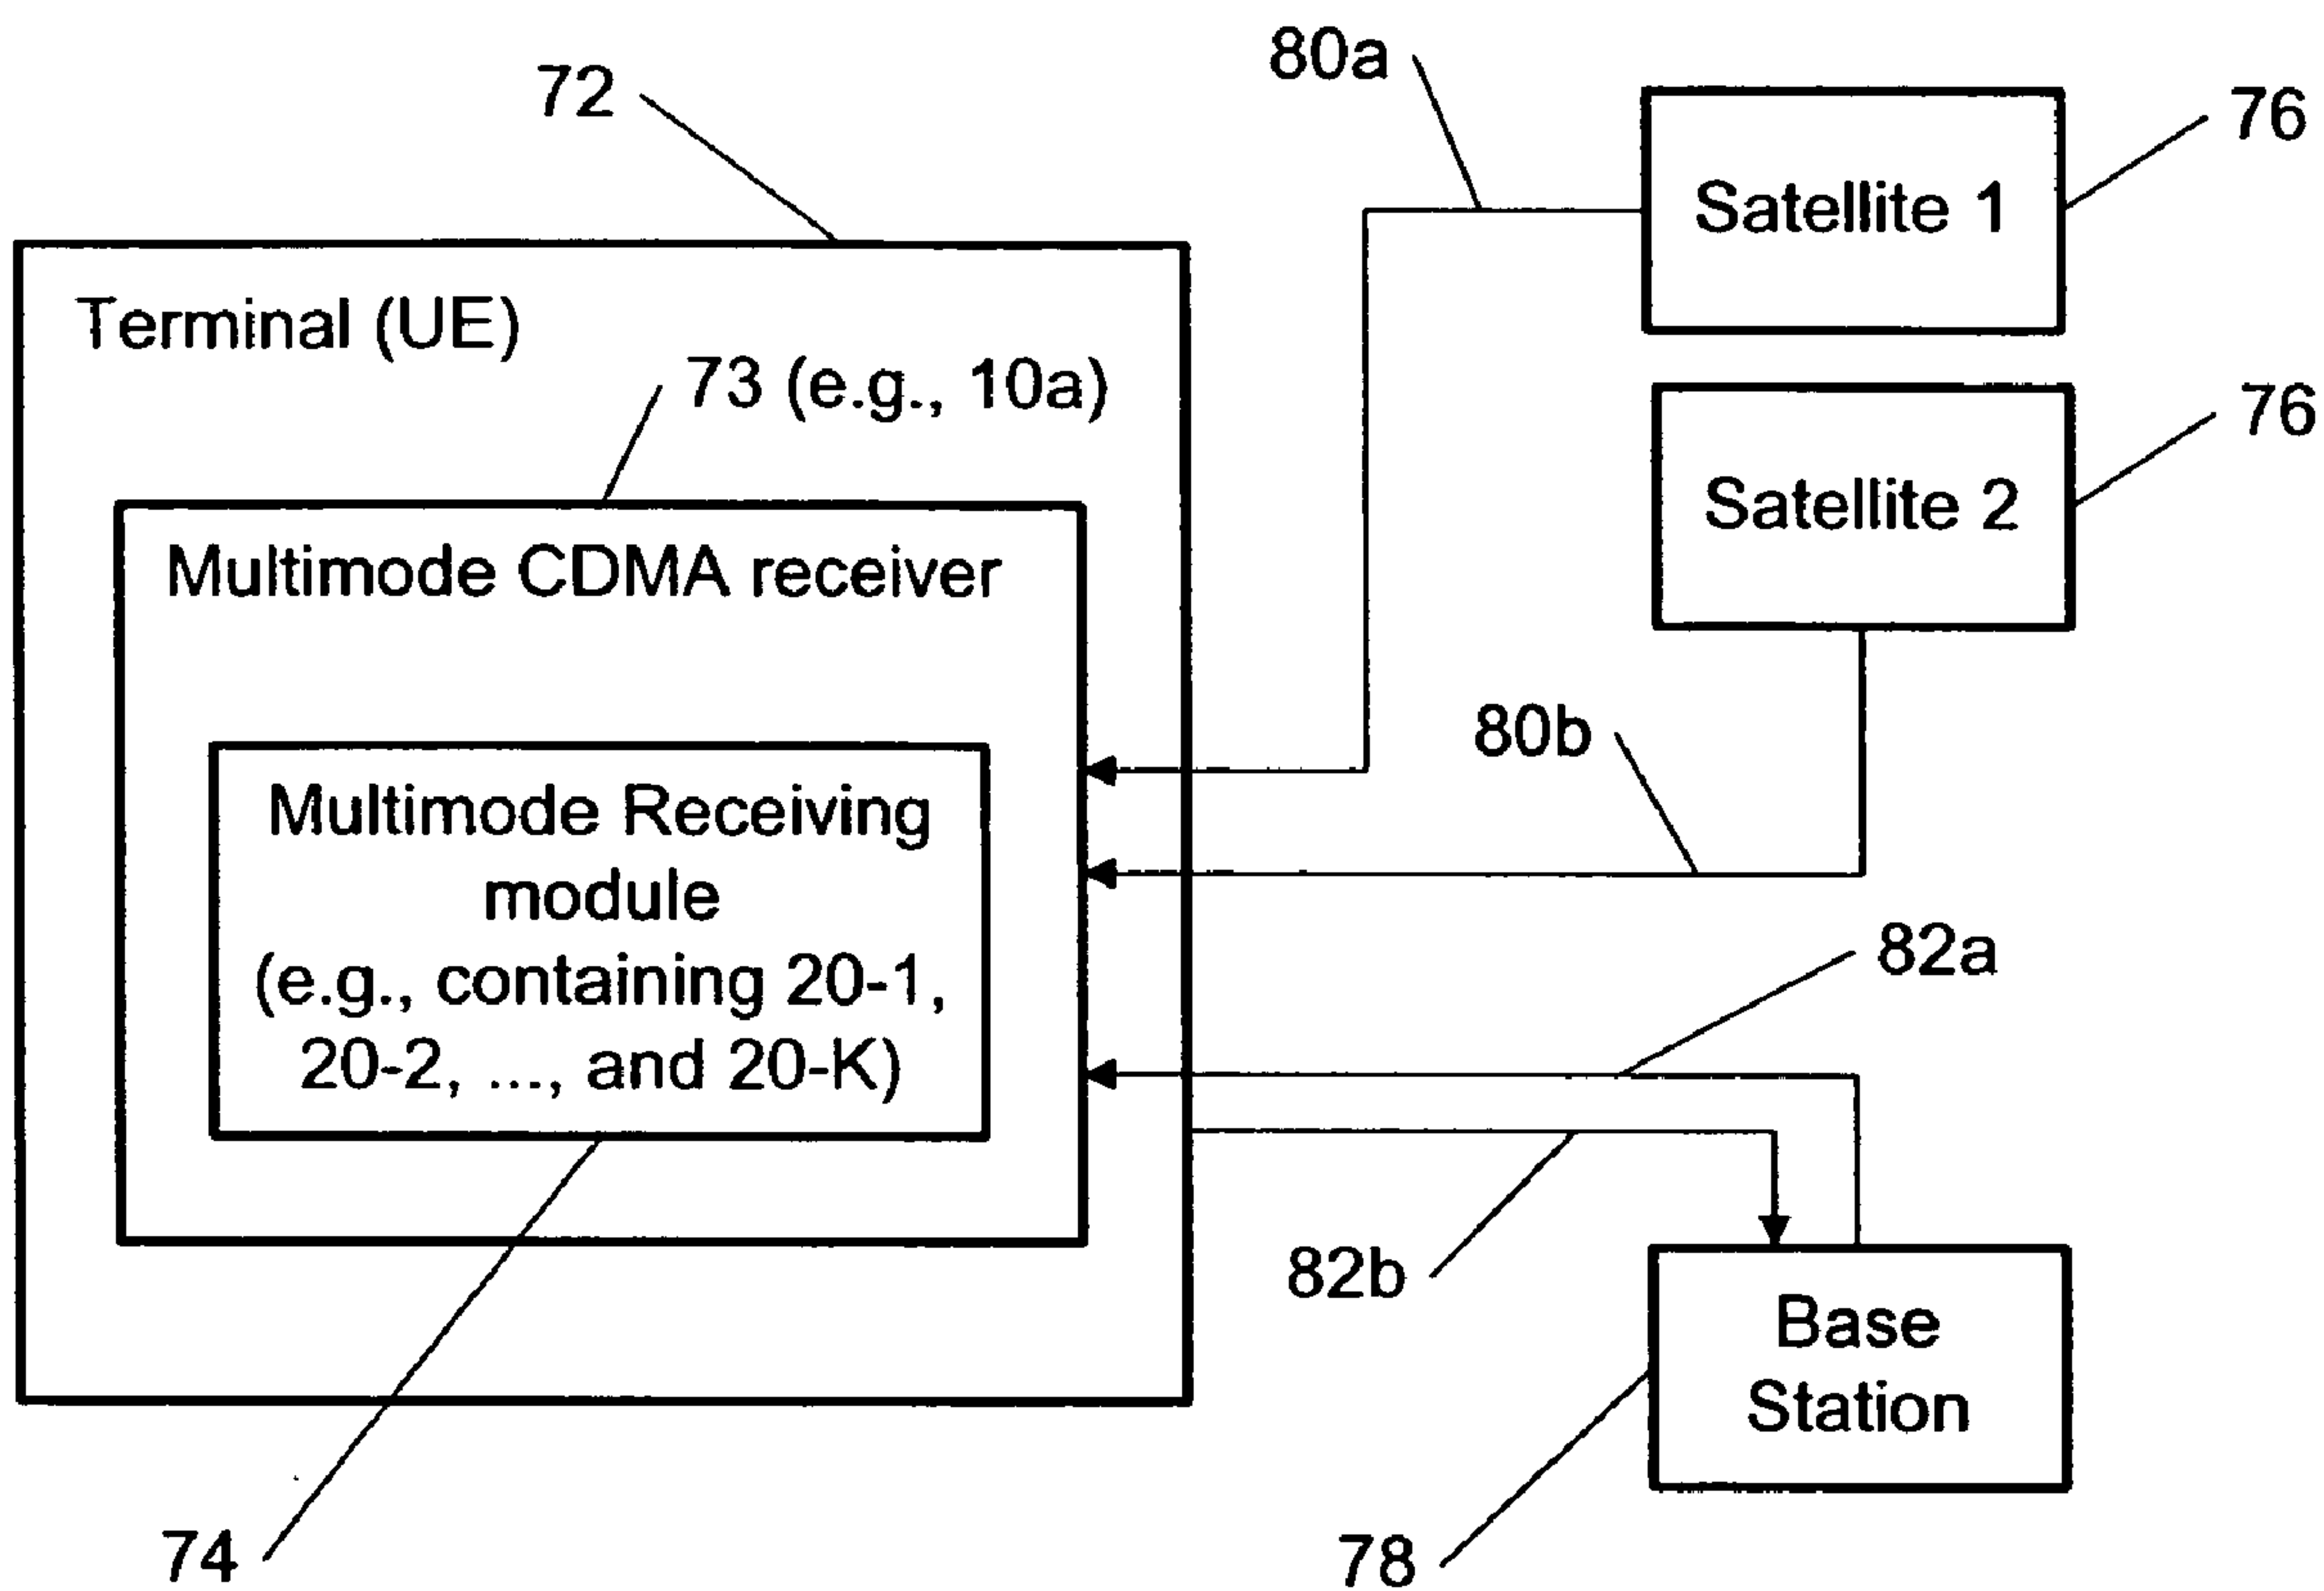 80a
72
76
Satellite 1
Terminal (UE)
73 (e.g., 10a)
76
Satellite 2
Multimode CDMA receiver
80b
Multimode Receiving
module
(e.g., containing 20-1,
20-2, ..., and 20-K)
82a
82b
Base
Station
74
78